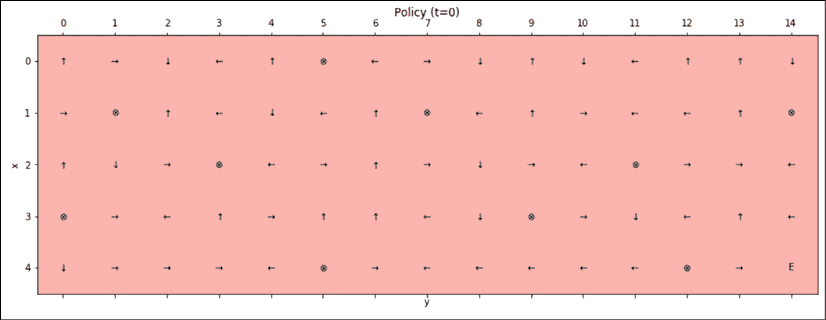 Policy (t=0)
0 1 2 3 4 5 6 7 8 9 10 11 12 13 14
0 ↑ → ↓ ← ↑ ⊗ ← → ↓ ↑ ↓ ← ↑ ↑ ↓
1 → ⊗ ↑ ← ↓ ← ↑ ⊗ ← ↑ → ← ← ↑ ⊗
x
2 ↑ ↓ → ⊗ ← → ↑ → ↓ → ← ⊗ → → ←
3 ⊗ → ← ↑ → ↑ ↑ ← ↓ ⊗ → ↓ ← ↑ ←
4 ↓ → → → ← ⊗ → ← ← ← ← ← ⊗ → E
y